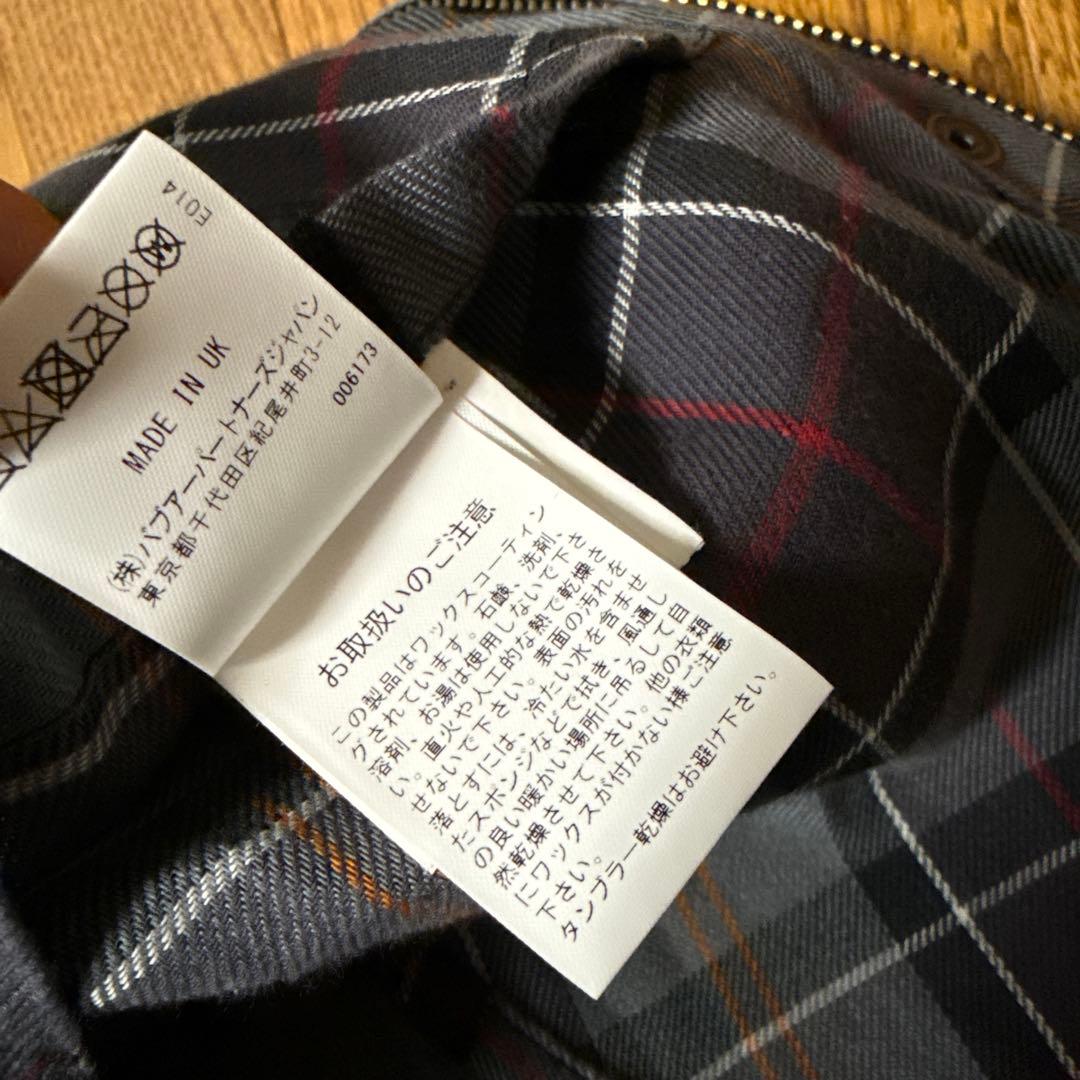 E014
MADE IN UK
(株)バブアーパートナーズジャパン
東京都千代田区紀尾井町3-12
006173
お取扱いのご注意
この製品はワックスコーティン
グされています。石鹸、洗剤、
溶剤、お湯は使用しないで下さ
い。直火や人工的な熱で乾燥さ
せないで下さい。表面の汚れを
落とすには、冷たい水を含ませ
たスポンジなどで拭き、風通し
の良い暖かい場所に吊るして自
然乾燥させて下さい。他の衣類
にワックスが付かない様ご注意
下さい。
タンブラー乾燥はお避け下さい。